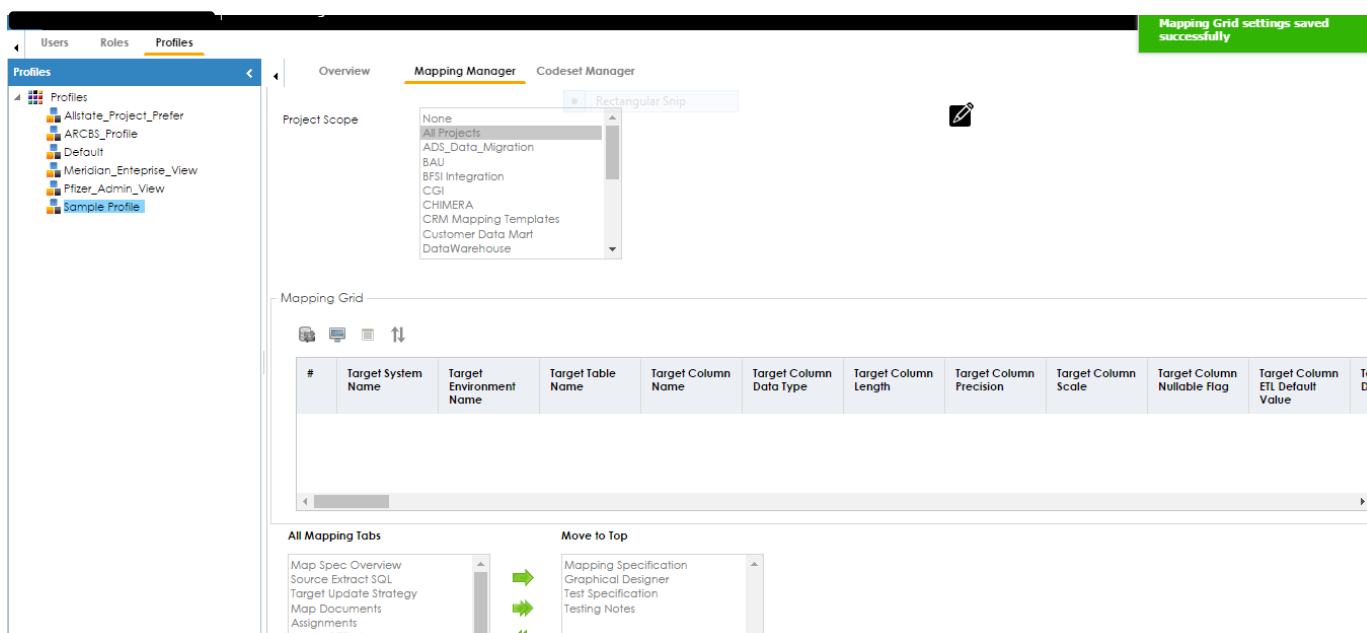 Mapping Grid settings saved
successfully
Users Roles Profiles
Profiles
Overview Mapping Manager Codeset Manager
Profiles
Allstate_Project_Prefer
ARCBS_Profile
Default
Meridian_Enteprise_View
Pfizer_Admin_View
Sample Profile
Rectangular Snip
Project Scope
None
All Projects
ADS_Data_Migration
BAU
BFSI Integration
CGI
CHIMERA
CRM Mapping Templates
Customer Data Mart
DataWarehouse
Mapping Grid
# Target System Name Target Environment Name Target Table Name Target Column Name Target Column Data Type Target Column Length Target Column Precision Target Column Scale Target Column Nullable Flag Target Column ETL Default Value
All Mapping Tabs
Map Spec Overview
Source Extract SQL
Target Update Strategy
Map Documents
Assignments
Move to Top
Mapping Specification
Graphical Designer
Test Specification
Testing Notes